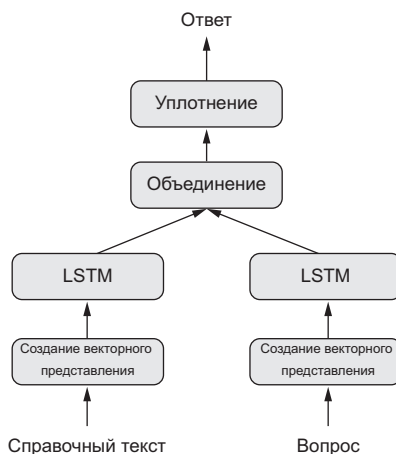 Ответ
Уплотнение
Объединение
LSTM
LSTM
Создание векторного
представления
Создание векторного
представления
Справочный текст
Вопрос